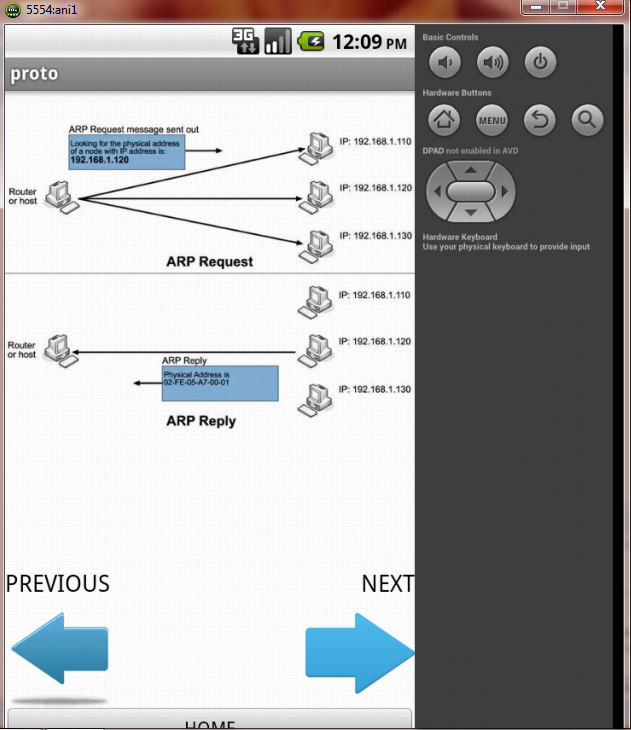 5554:ani1
3G
12:09 PM
proto
ARP Request message sent out
Looking for the physical address
of a node with IP address is:
192.168.1.120
Router
or host
IP: 192.168.1.110
IP: 192.168.1.120
IP: 192.168.1.130
ARP Request
IP: 192.168.1.110
Router
or host
IP: 192.168.1.120
ARP Reply
Physical Address is
02-FE-05-A7-00-01
IP: 192.168.1.130
ARP Reply
PREVIOUS
NEXT
HOME
Basic Controls
Hardware Buttons
MENU
DPAD not enabled in AVD
Hardware Keyboard
Use your physical keyboard to provide input